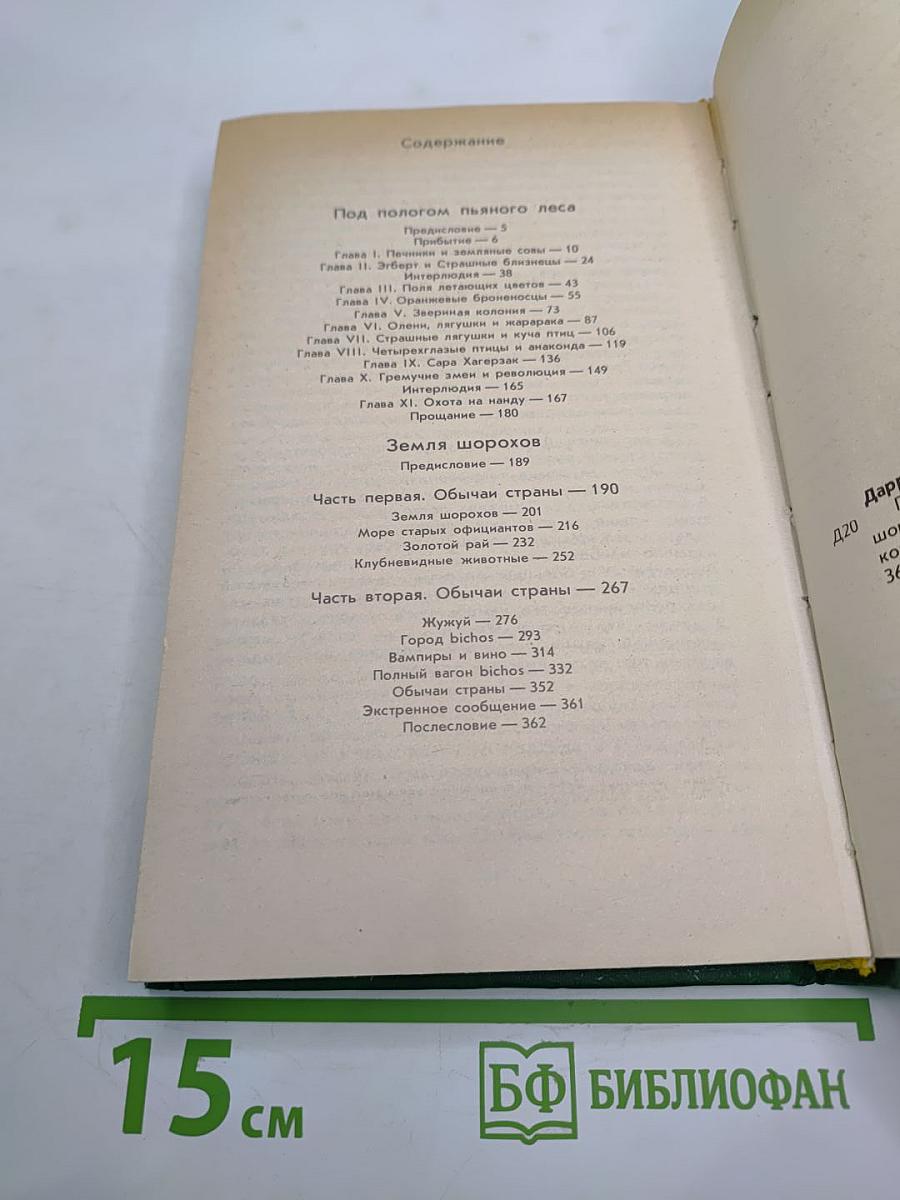 Содержание
Под пологом пьяного леса
Предисловие — 5
Прибытие — 6
Глава I. Печники и земляные совы — 10
Глава II. Эгберт и Страшные близнецы — 24
Интерлюдия — 38
Глава III. Поля летающих цветов — 43
Глава IV. Оранжевые броненосцы — 55
Глава V. Звериная колония — 73
Глава VI. Олени, лягушки и жарарака — 87
Глава VII. Страшные лягушки и куча птиц — 106
Глава VIII. Четырехглазые птицы и анаконда — 119
Глава IX. Сара Хагерзак — 136
Глава X. Гремучие змеи и революция — 149
Интерлюдия — 165
Глава XI. Охота на нанду — 167
Прощание — 180
Земля шорохов
Предисловие — 189
Часть первая. Обычаи страны — 190
Земля шорохов — 201
Море старых официантов — 216
Золотой рай — 232
Клубневидные животные — 252
Часть вторая. Обычаи страны — 267
Жужуй — 276
Город bichos — 293
Вампиры и вино — 314
Полный вагон bichos — 332
Обычаи страны — 352
Экстренное сообщение — 361
Послесловие — 362
Д20
15 см
БФ БИБЛИОФАН